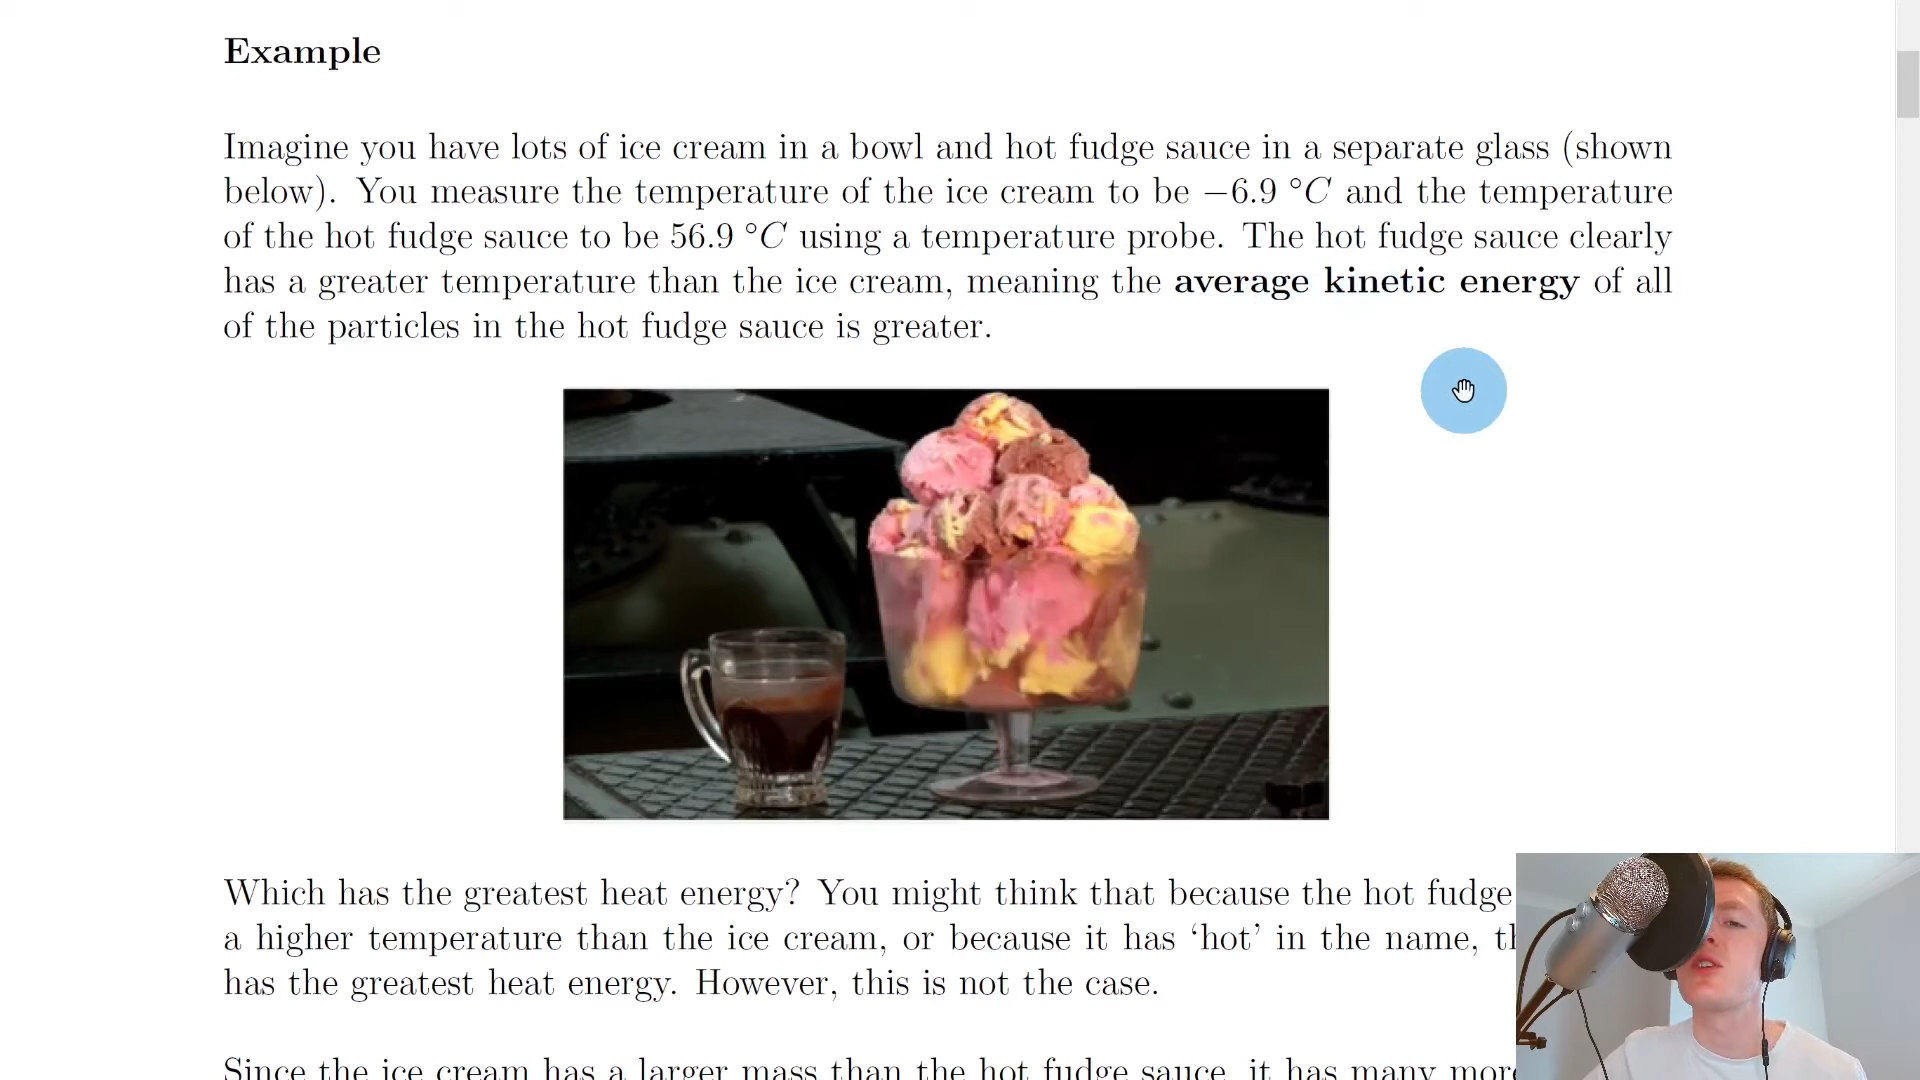 Example
Imagine you have lots of ice cream in a bowl and hot fudge sauce in a separate glass (shown
below). You measure the temperature of the ice cream to be −6.9 °C and the temperature
of the hot fudge sauce to be 56.9 °C using a temperature probe. The hot fudge sauce clearly
has a greater temperature than the ice cream, meaning the average kinetic energy of all
of the particles in the hot fudge sauce is greater.
Which has the greatest heat energy? You might think that because the hot fudge
a higher temperature than the ice cream, or because it has ‘hot’ in the name,
has the greatest heat energy. However, this is not the case.
Since the ice cream has a larger mass than the hot fudge sauce, it has many more